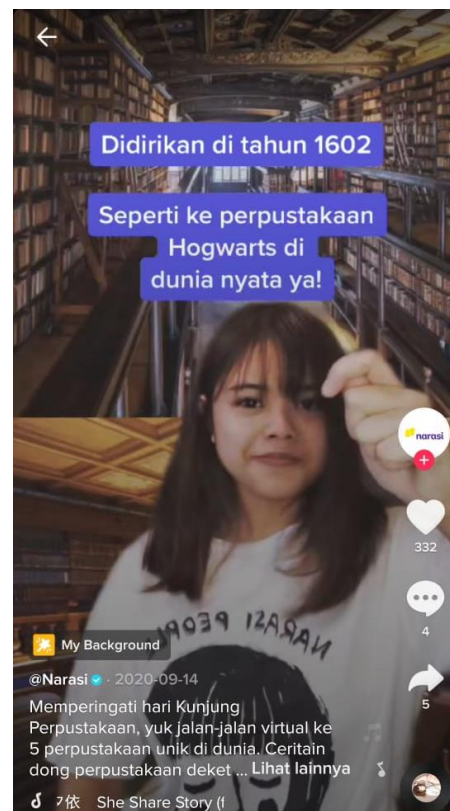 Didirikan di tahun 1602
Seperti ke perpustakaan
Hogwarts di
dunia nyata ya!
narasi
332
4
5
NARASI PEOPLE
My Background
@Narasi · 2020-09-14
Memperingati hari Kunjung
Perpustakaan, yuk jalan-jalan virtual ke
5 perpustakaan unik di dunia. Ceritain
dong perpustakaan deket ... Lihat lainnya
She Share Story (f